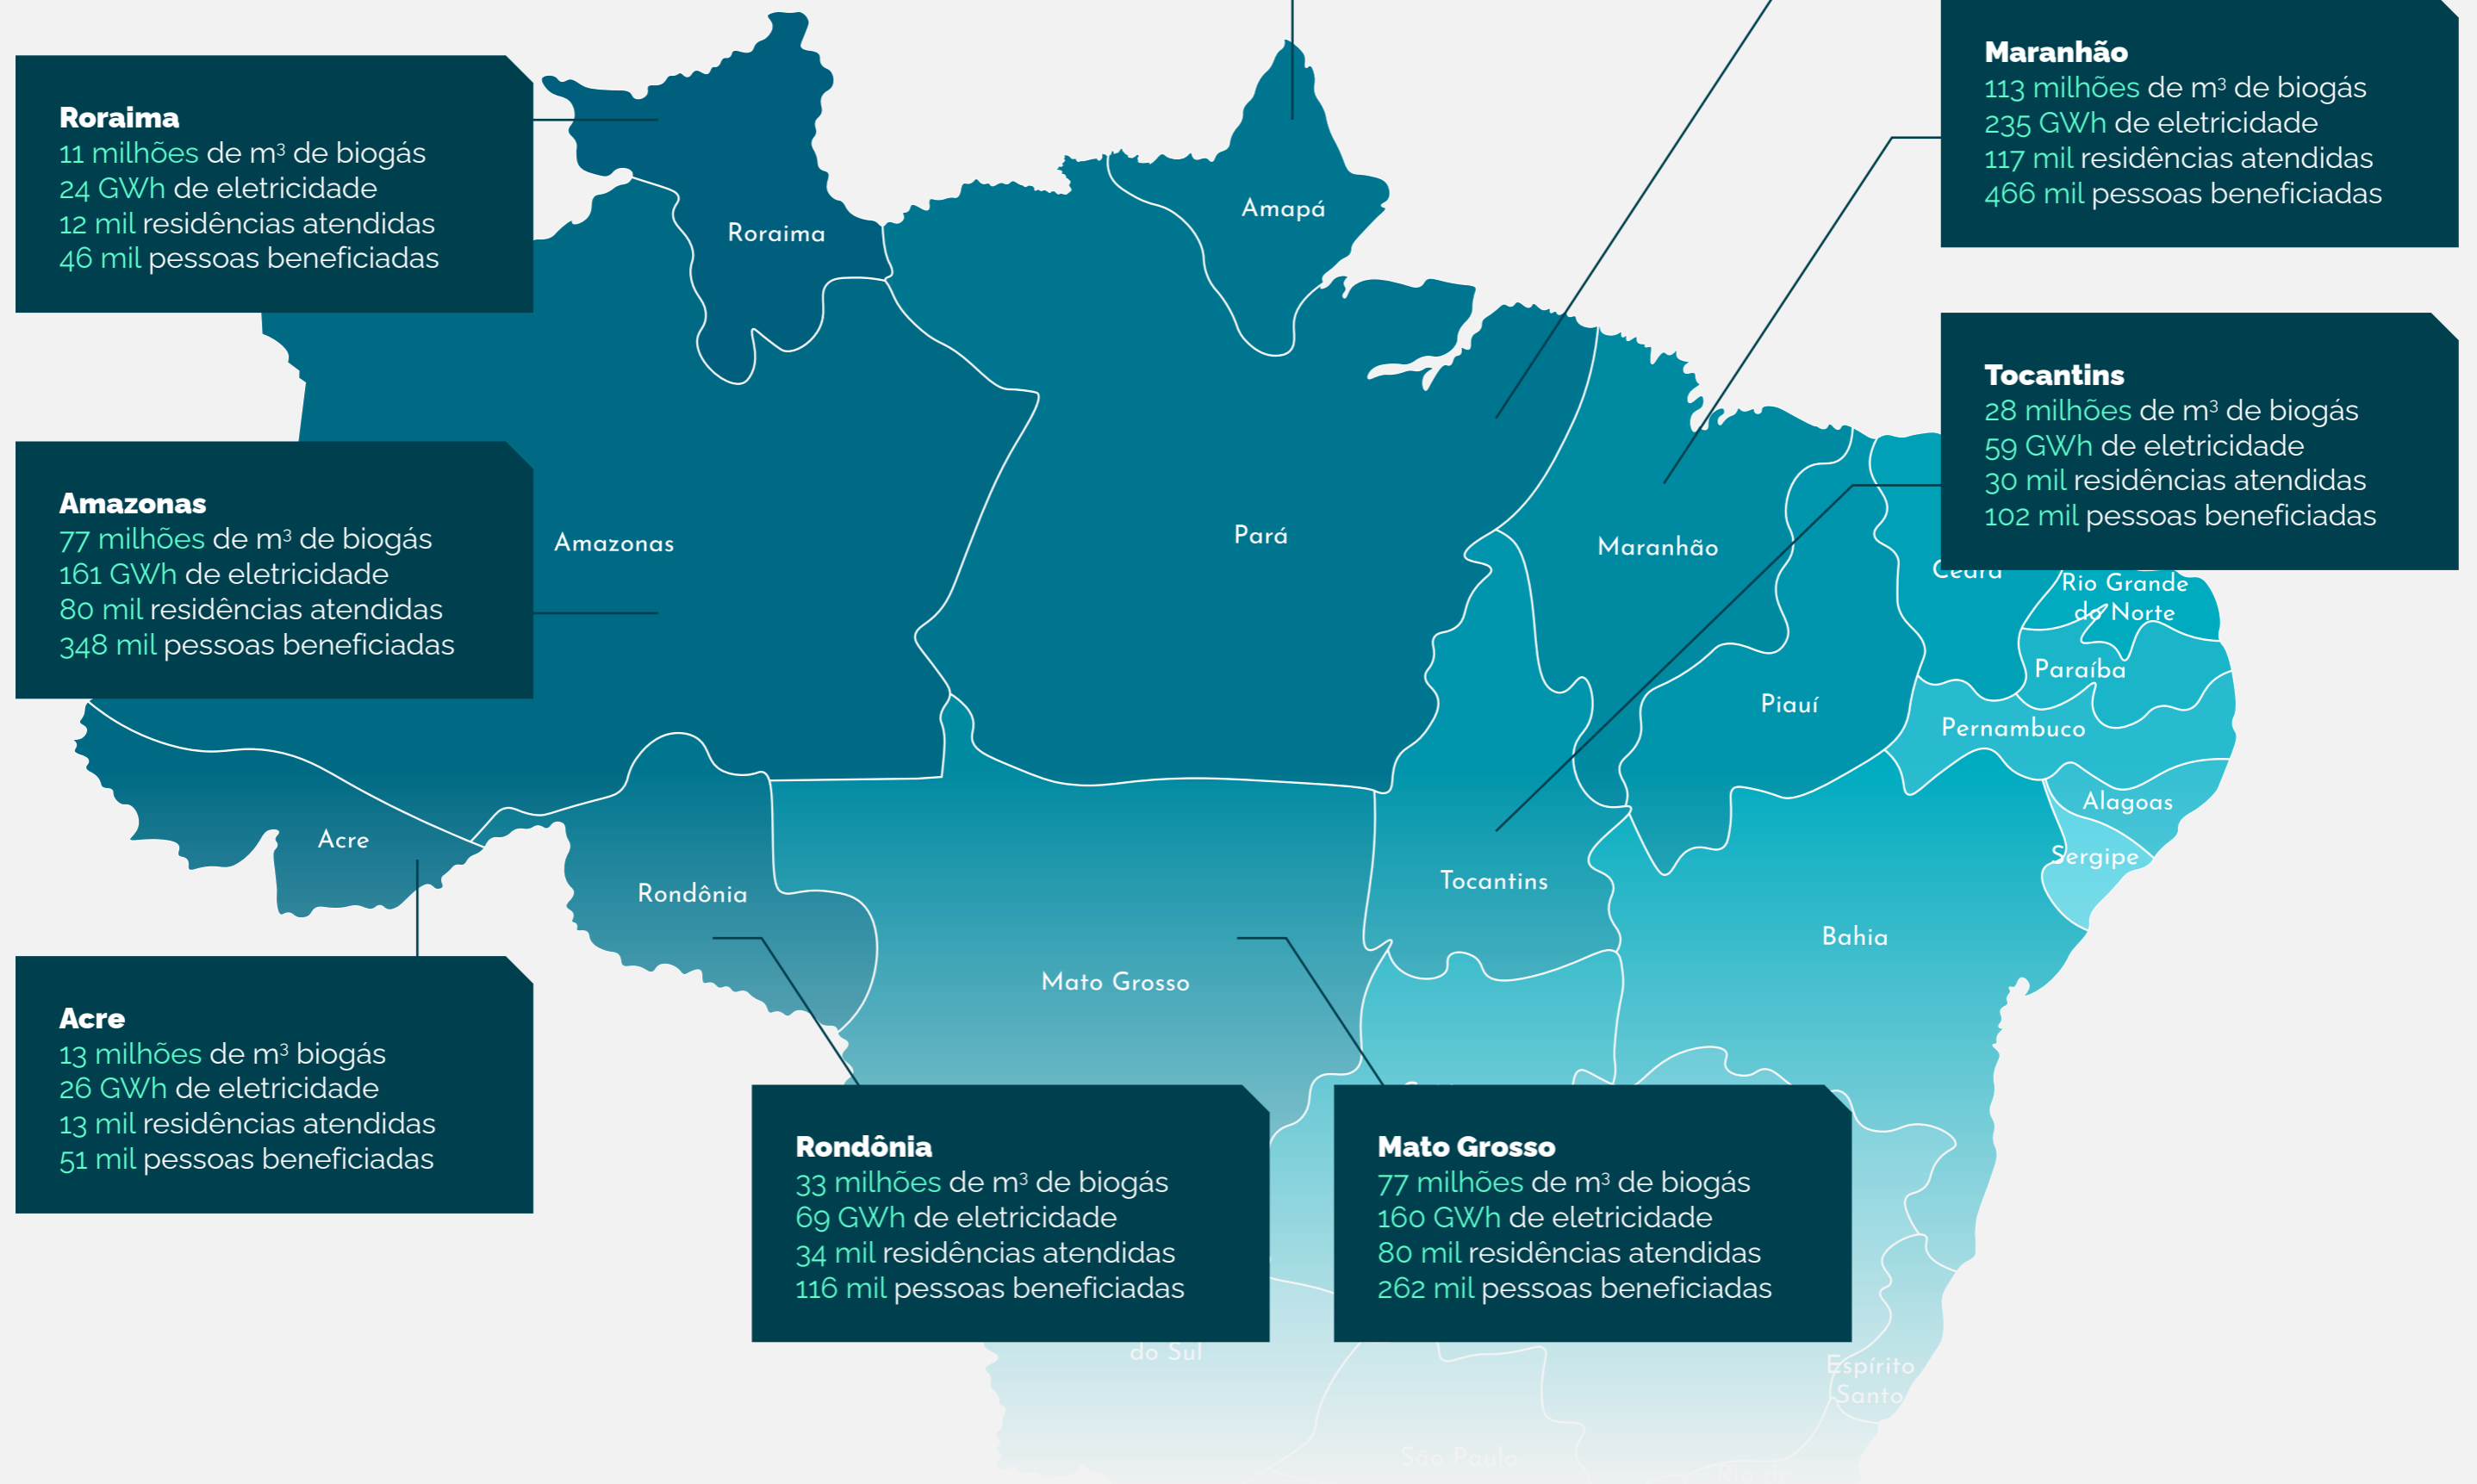 Roraima
11 milhões de m³ de biogás
24 GWh de eletricidade
12 mil residências atendidas
46 mil pessoas beneficiadas
Maranhão
113 milhões de m³ de biogás
235 GWh de eletricidade
117 mil residências atendidas
466 mil pessoas beneficiadas
Tocantins
28 milhões de m³ de biogás
59 GWh de eletricidade
30 mil residências atendidas
102 mil pessoas beneficiadas
Amazonas
77 milhões de m³ de biogás
161 GWh de eletricidade
80 mil residências atendidas
348 mil pessoas beneficiadas
Acre
13 milhões de m³ biogás
26 GWh de eletricidade
13 mil residências atendidas
51 mil pessoas beneficiadas
Rondônia
33 milhões de m³ de biogás
69 GWh de eletricidade
34 mil residências atendidas
116 mil pessoas beneficiadas
Mato Grosso
77 milhões de m³ de biogás
160 GWh de eletricidade
80 mil residências atendidas
262 mil pessoas beneficiadas
Roraima
Amapá
Amazonas
Pará
Maranhão
Ceará
Rio Grande
do Norte
Paraíba
Piauí
Pernambuco
Alagoas
Sergipe
Acre
Rondônia
Tocantins
Bahia
Mato Grosso
do Sul
Espírito
Santo
São Paulo
Rio de